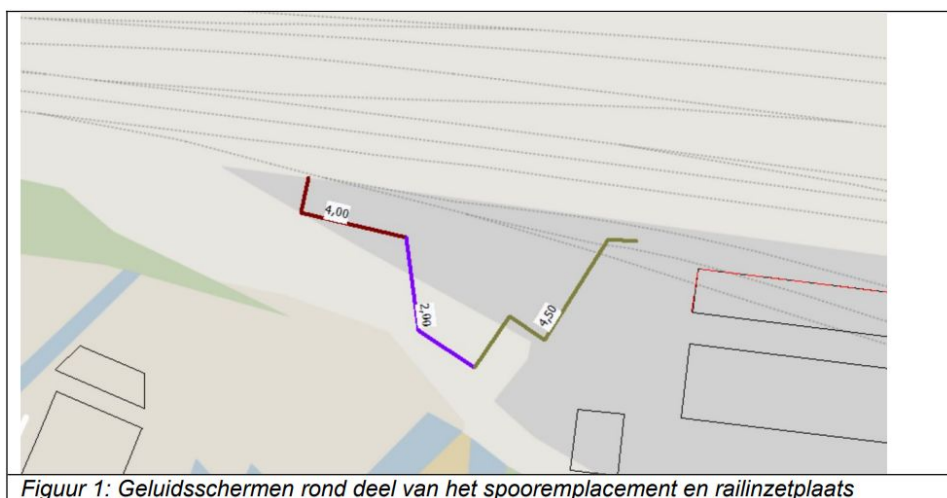 4,00
2,00
4,50
Figuur 1: Geluidsschermen rond deel van het spooremplacement en railinzetplaats